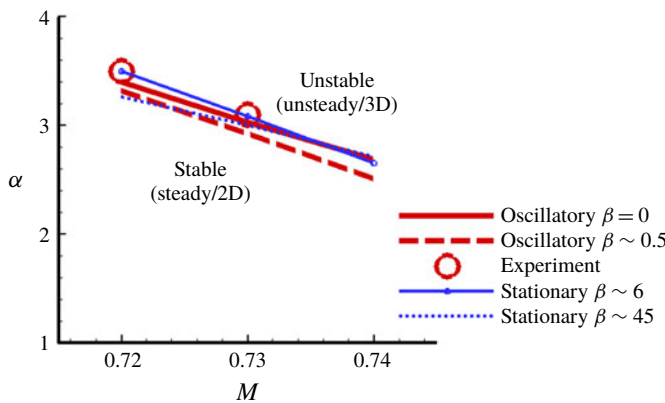 4
Unstable
(unsteady/3D)
3
Stable
(steady/2D)
α
Oscillatory β = 0
Oscillatory β ∼ 0.5
2
Experiment
Stationary β ∼ 6
Stationary β ∼ 45
1
0.72 0.73 0.74
M